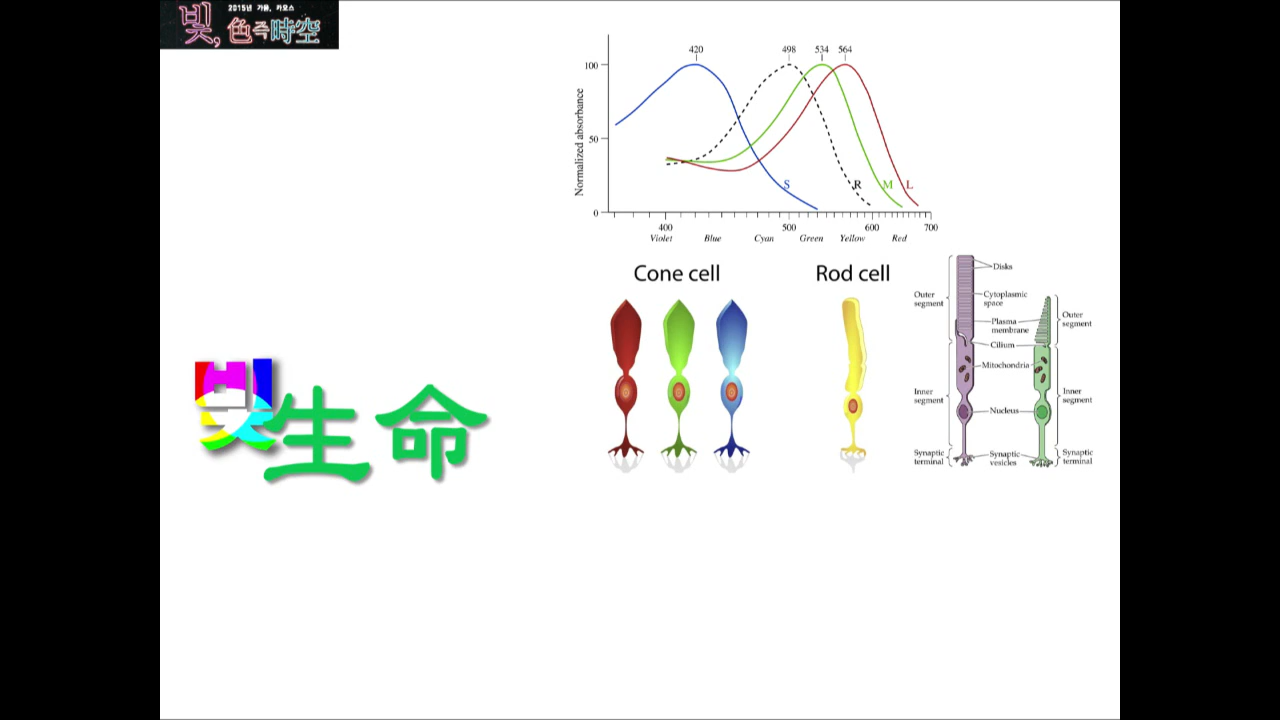 2015년 가을, 카오스
빛, 色즉時空
420 498 534 564
100
50
0
Normalized absorbance
S R M L
400 500 600 700
Violet Blue Cyan Green Yellow Red
Cone cell Rod cell
Disks
Outer segment
Cytoplasmic space
Plasma membrane
Outer segment
Cilium
Mitochondria
Inner segment
Inner segment
Nucleus
Synaptic terminal
Synaptic vesicles
Synaptic terminal
빛生命